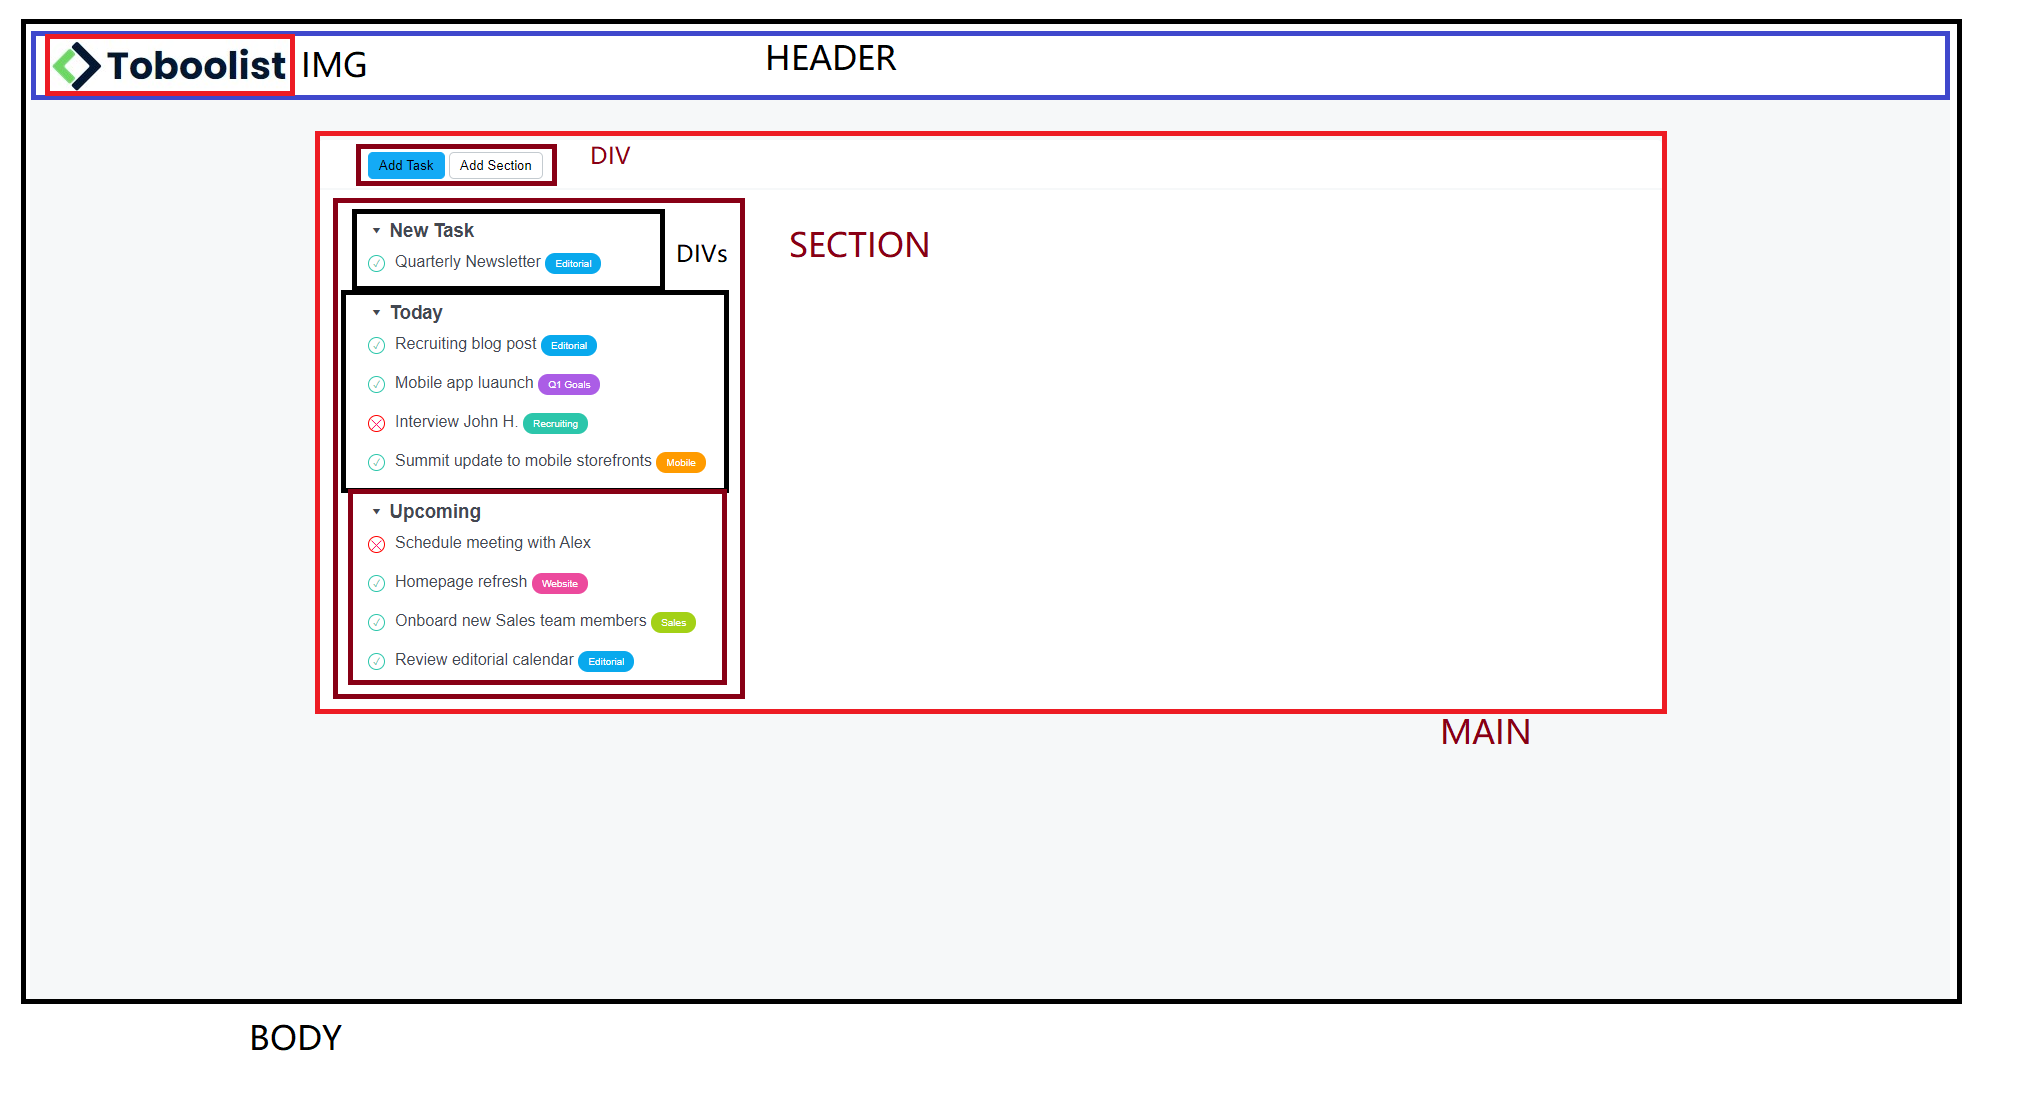 Toboolist IMG HEADER
Add Task Add Section DIV
New Task
Quarterly Newsletter Editorial
DIVs
SECTION
Today
Recruiting blog post Editorial
Mobile app luaunch Q1 Goals
Interview John H. Recruiting
Summit update to mobile storefronts Mobile
Upcoming
Schedule meeting with Alex
Homepage refresh Website
Onboard new Sales team members Sales
Review editorial calendar Editorial
MAIN
BODY